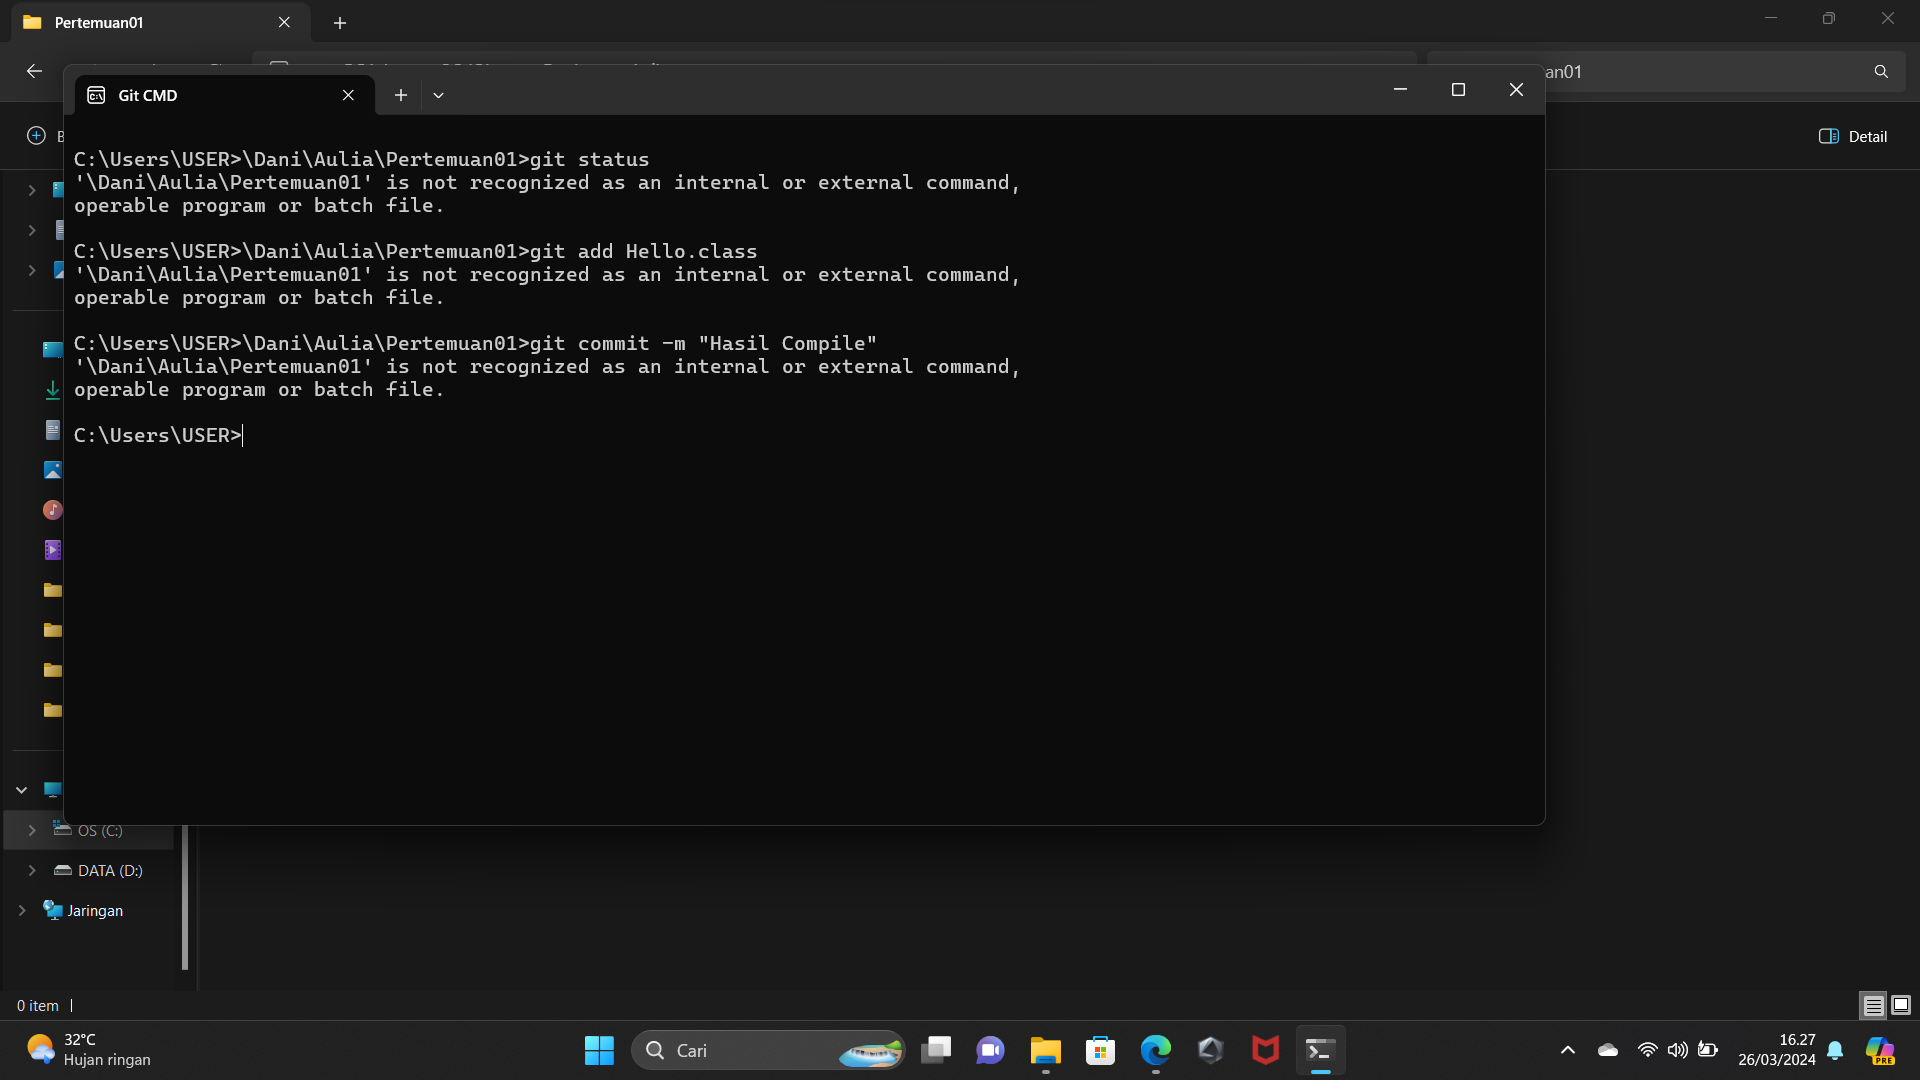 Pertemuan01
an01
Git CMD
Detail
C:\Users\USER>\Dani\Aulia\Pertemuan01>git status
'\Dani\Aulia\Pertemuan01' is not recognized as an internal or external command,
operable program or batch file.
C:\Users\USER>\Dani\Aulia\Pertemuan01>git add Hello.class
'\Dani\Aulia\Pertemuan01' is not recognized as an internal or external command,
operable program or batch file.
C:\Users\USER>\Dani\Aulia\Pertemuan01>git commit -m "Hasil Compile"
'\Dani\Aulia\Pertemuan01' is not recognized as an internal or external command,
operable program or batch file.
C:\Users\USER>
OS (C:)
DATA (D:)
Jaringan
0 item
32°C
Hujan ringan
Cari
16.27
26/03/2024
PRE